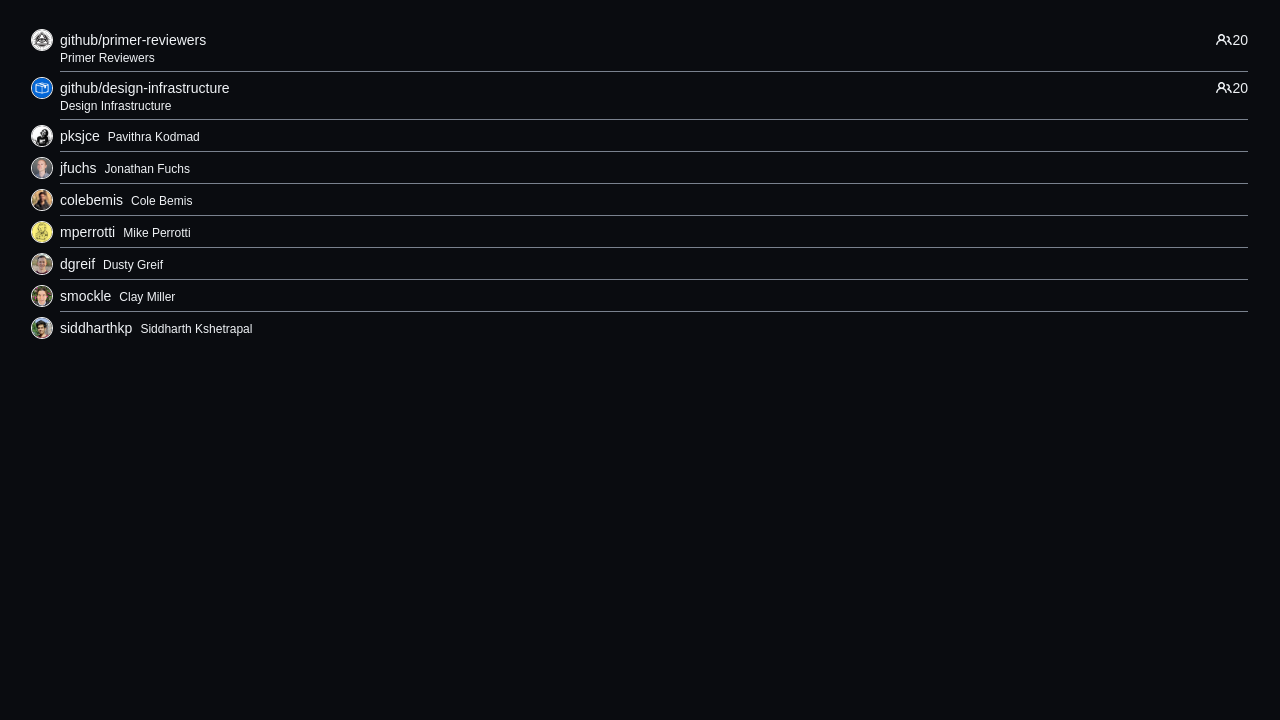 github/primer-reviewers 20
Primer Reviewers
github/design-infrastructure 20
Design Infrastructure
pksjce Pavithra Kodmad
jfuchs Jonathan Fuchs
colebemis Cole Bemis
mperrotti Mike Perrotti
dgreif Dusty Greif
smockle Clay Miller
siddharthkp Siddharth Kshetrapal